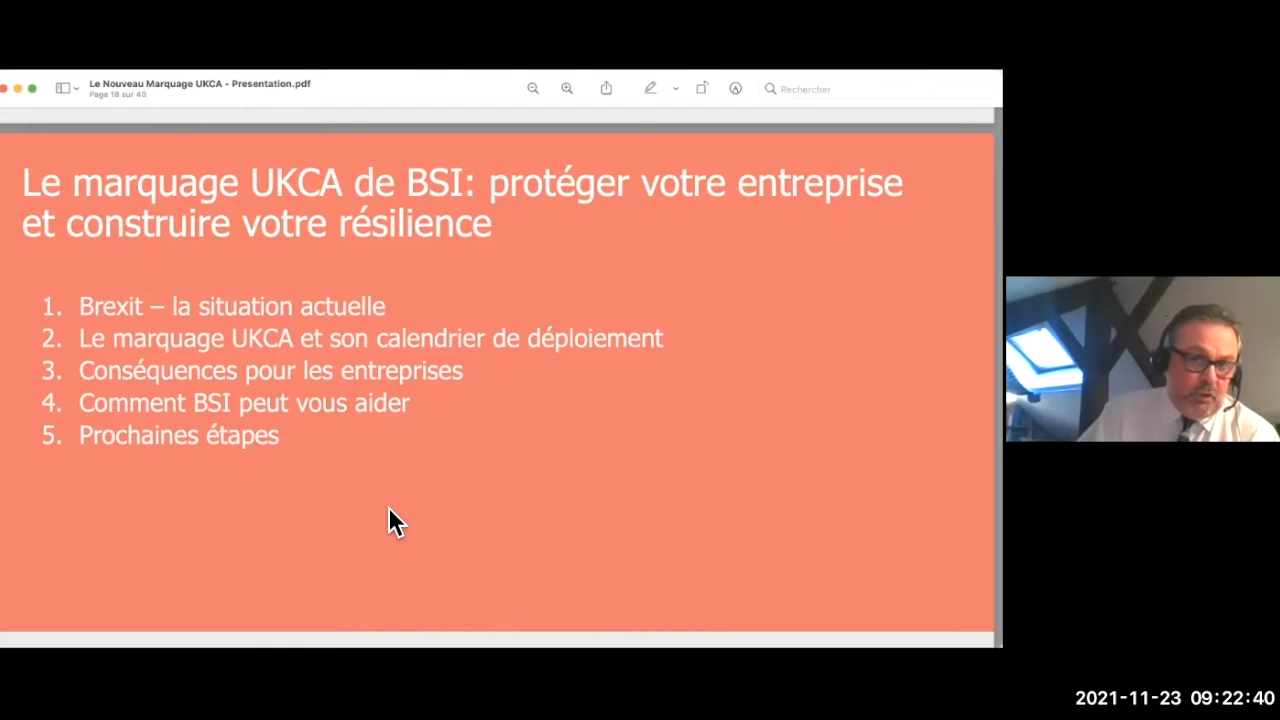 Le Nouveau Marquage UKCA - Presentation.pdf
Page 18 sur 40
Rechercher
Le marquage UKCA de BSI: protéger votre entreprise
et construire votre résilience
1. Brexit – la situation actuelle
2. Le marquage UKCA et son calendrier de déploiement
3. Conséquences pour les entreprises
4. Comment BSI peut vous aider
5. Prochaines étapes
2021-11-23 09:22:40